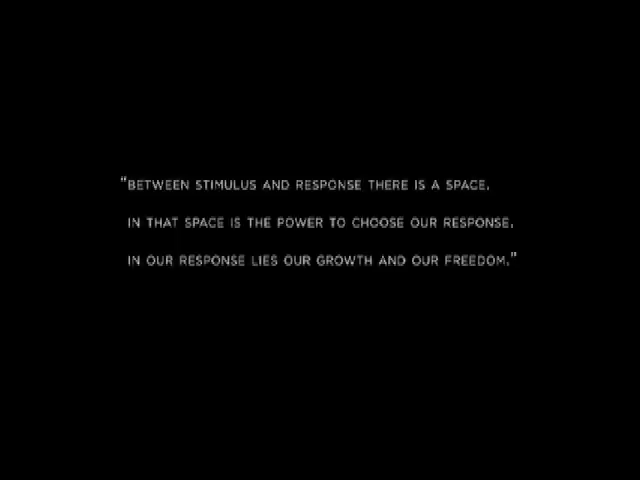 “BETWEEN STIMULUS AND RESPONSE THERE IS A SPACE.
IN THAT SPACE IS THE POWER TO CHOOSE OUR RESPONSE.
IN OUR RESPONSE LIES OUR GROWTH AND OUR FREEDOM.”